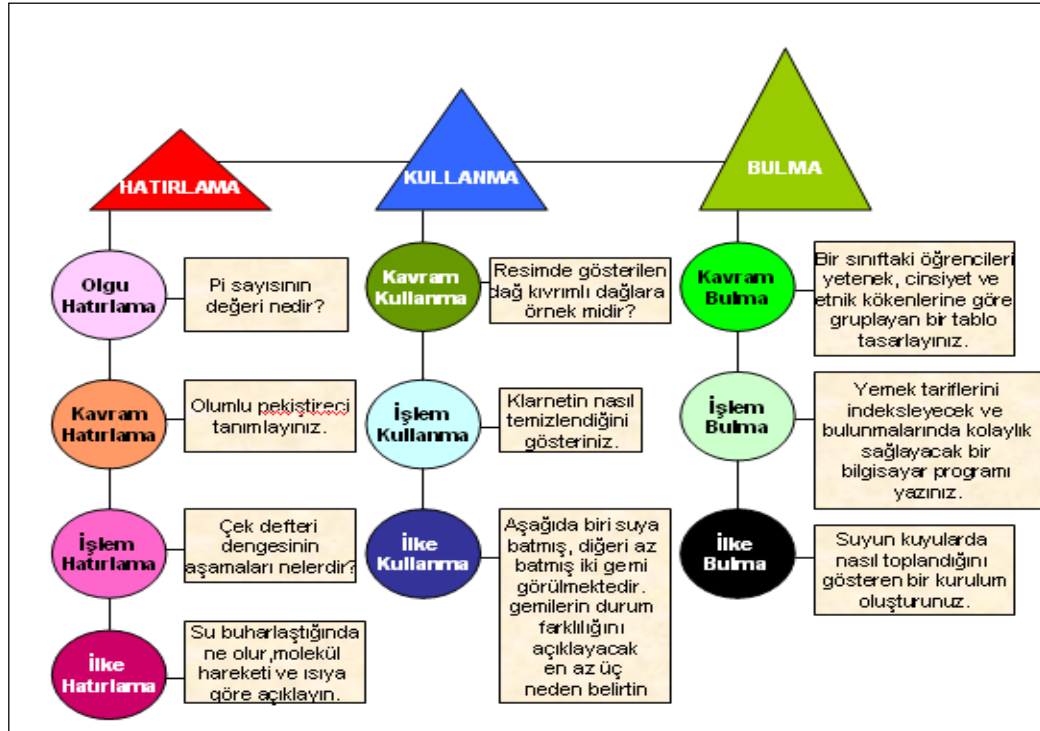 HATIRLAMA
KULLANMA
BULMA
Olgu
Hatırlama
Pi sayısının
değeri nedir?
Kavram
Hatırlama
Olumlu pekiştireci
tanımlayınız.
İşlem
Hatırlama
Çek defteri
dengesinin
aşamaları nelerdir?
İlke
Hatırlama
Su buharlaştığında
ne olur,molekül
hareketi ve ısıya
göre açıklayın.
Kavram
Kullanma
Resimde gösterilen
dağ kıvrımlı dağlara
örnek midir?
İşlem
Kullanma
Klarnetin nasıl
temizlendiğini
gösteriniz.
İlke
Kullanma
Aşağıda biri suya
batmış, diğeri az
batmış iki gemi
görülmektedir.
gemilerin durum
farklılığını
açıklayacak
en az üç
neden belirtin
Kavram
Bulma
Bir sınıftaki öğrencileri
yetenek, cinsiyet ve
etnik kökenlerine göre
gruplayan bir tablo
tasarlayınız.
İşlem
Bulma
Yemek tariflerini
indeksleyecek ve
bulunmalarında kolaylık
sağlayacak bir
bilgisayar programı
yazınız.
İlke
Bulma
Suyun kuyularda
nasıl toplandığını
gösteren bir kurulum
oluşturunuz.